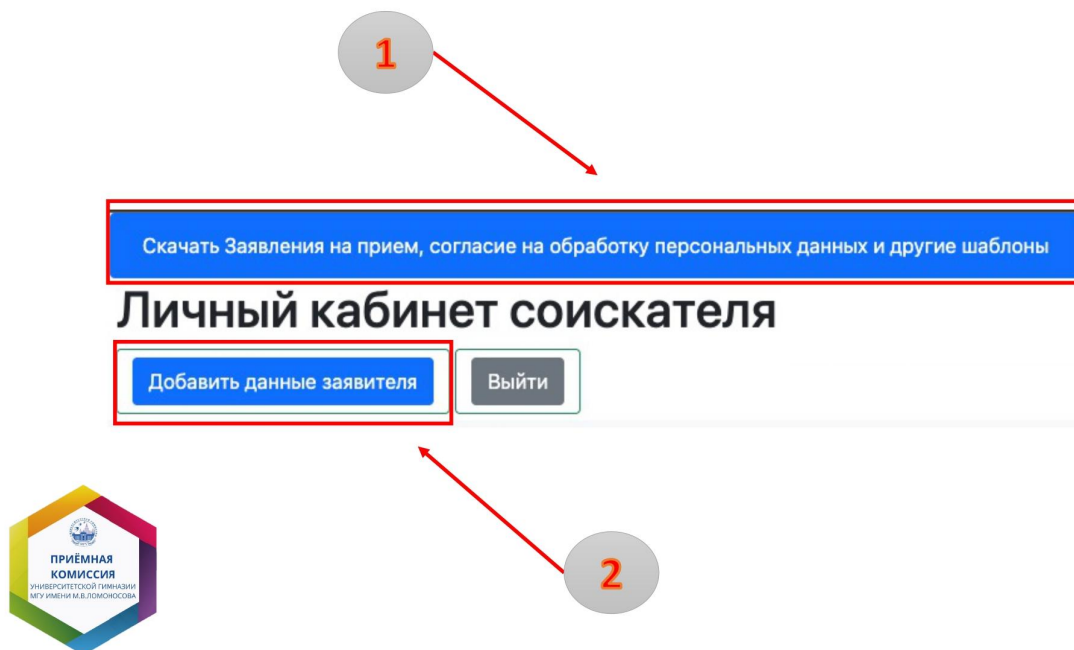 1
Скачать Заявления на прием, согласие на обработку персональных данных и другие шаблоны
Личный кабинет соискателя
Добавить данные заявителя
Выйти
ПРИЁМНАЯ
КОМИССИЯ
УНИВЕРСИТЕТСКОЙ ГИМНАЗИИ
МГУ ИМЕНИ М.В.ЛОМОНОСОВА
2